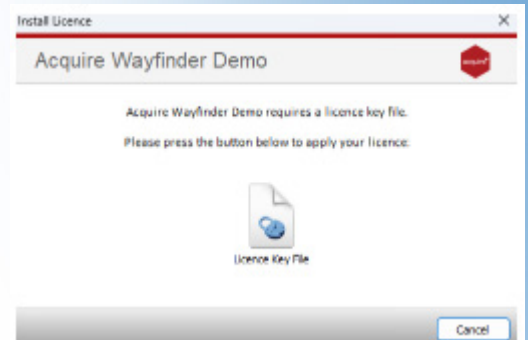 Install Licence
Acquire Wayfinder Demo
acquire
Acquire Wayfinder Demo requires a licence key file.
Please press the button below to apply your licence:
Licence Key File
Cancel